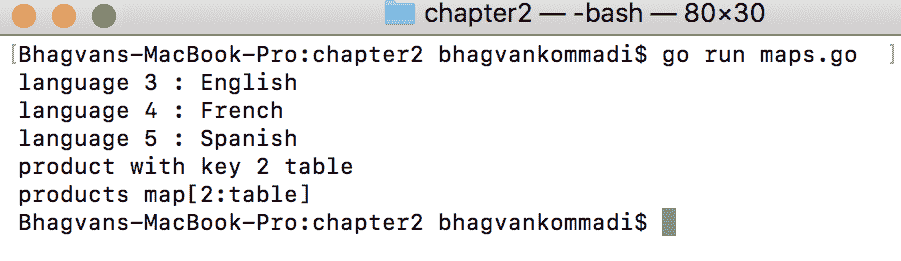 chapter2 — -bash — 80×30
[Bhagvans-MacBook-Pro:chapter2 bhagvankommadi$ go run maps.go ]
language 3 : English
language 4 : French
language 5 : Spanish
product with key 2 table
products map[2:table]
Bhagvans-MacBook-Pro:chapter2 bhagvankommadi$